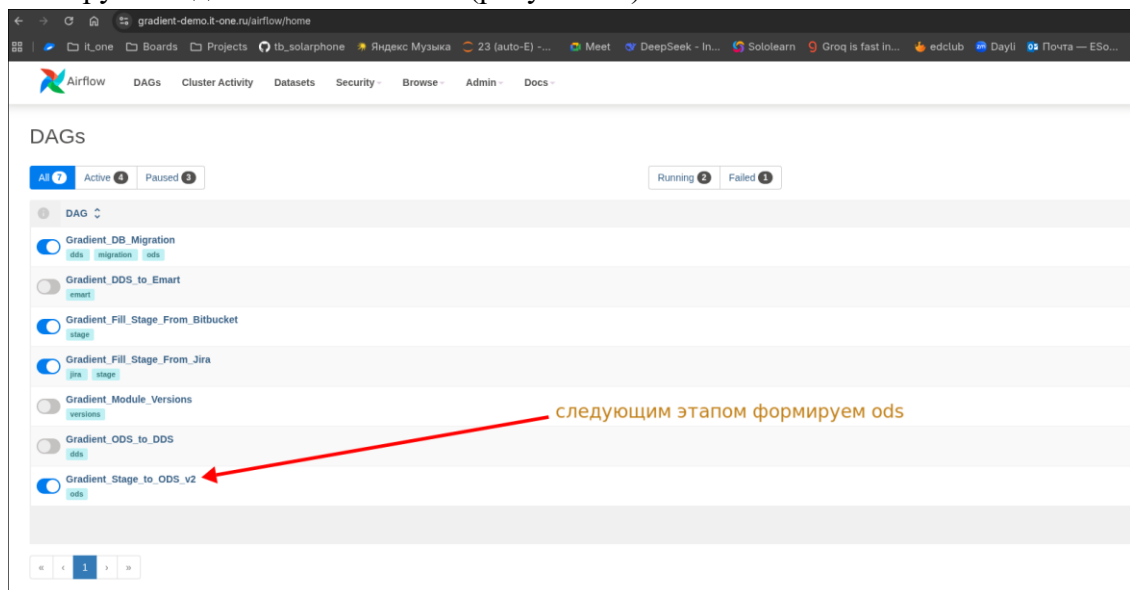 gradient-demo.it-one.ru/airflow/home
it_one Boards Projects tb_solarphone Яндекс Музыка 23 (auto-E) -... Meet DeepSeek - In... Sololearn Groq is fast in... edclub Dayli Почта — ESo...
Airflow DAGs Cluster Activity Datasets Security Browse Admin Docs
DAGs
All 7 Active 4 Paused 3 Running 2 Failed 1
DAG
Gradient_DB_Migration
dds migration ods
Gradient_DDS_to_Emart
emart
Gradient_Fill_Stage_From_Bitbucket
stage
Gradient_Fill_Stage_From_Jira
jira stage
Gradient_Module_Versions
versions
следующим этапом формируем ods
Gradient_ODS_to_DDS
dds
Gradient_Stage_to_ODS_v2
ods
« ‹ 1 › »